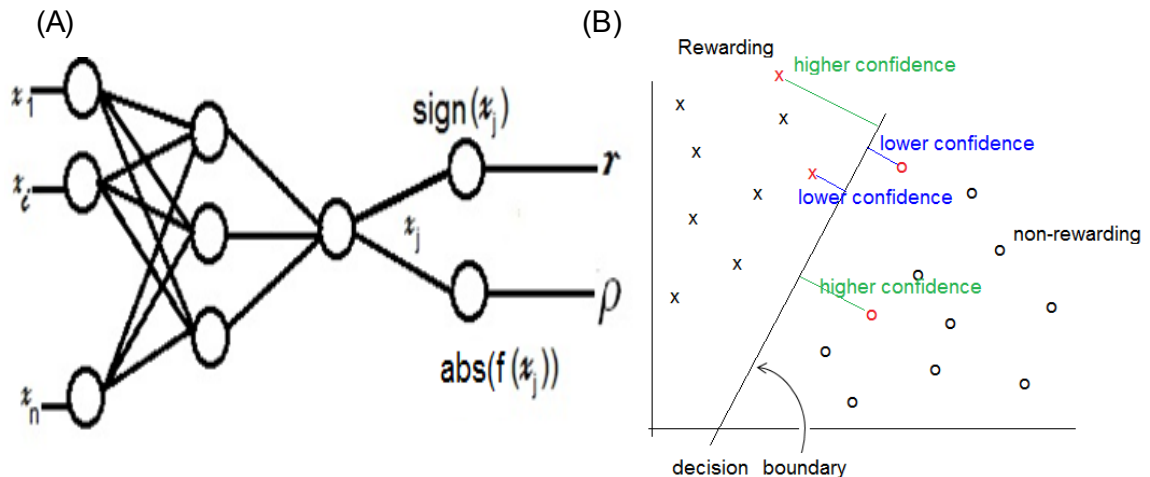 (A)
x1
xi
xn
sign(xj)
r
xj
ρ
abs(f(xj))
(B)
Rewarding
x
higher confidence
x
x
lower confidence
o
x
x
lower confidence
x
o
x
non-rewarding
o
x
o
higher confidence
x
o
o
o
o
o
o
o
decision boundary